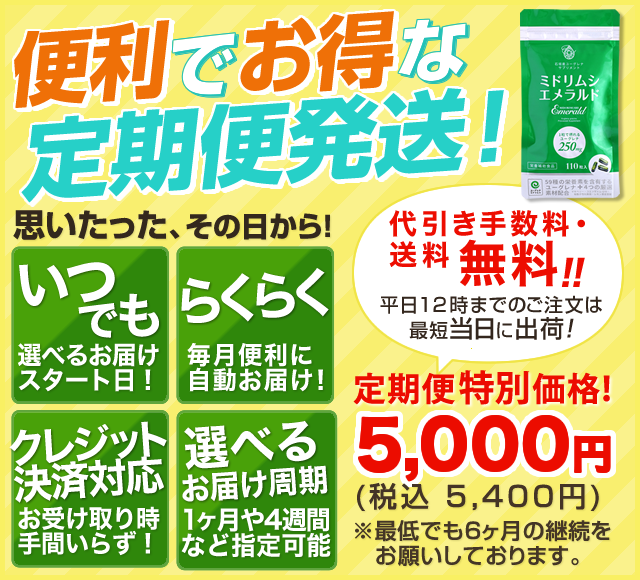 便利でお得な
定期便発送！
ミドリムシ
エメラルド
Emerald
250mg
110粒入
思いたった、その日から！
いつ
でも
選べるお届け
スタート日！
らくらく
毎月便利に
自動お届け！
クレジット
決済対応
お受け取り時
手間いらず！
選べる
お届け周期
1ヶ月や4週間
など指定可能
代引き手数料・
送料 無料!!
平日12時までのご注文は
最短当日に出荷！
定期便特別価格！
5,000円
(税込 5,400円)
※最低でも6ヶ月の継続を
お願いしております。